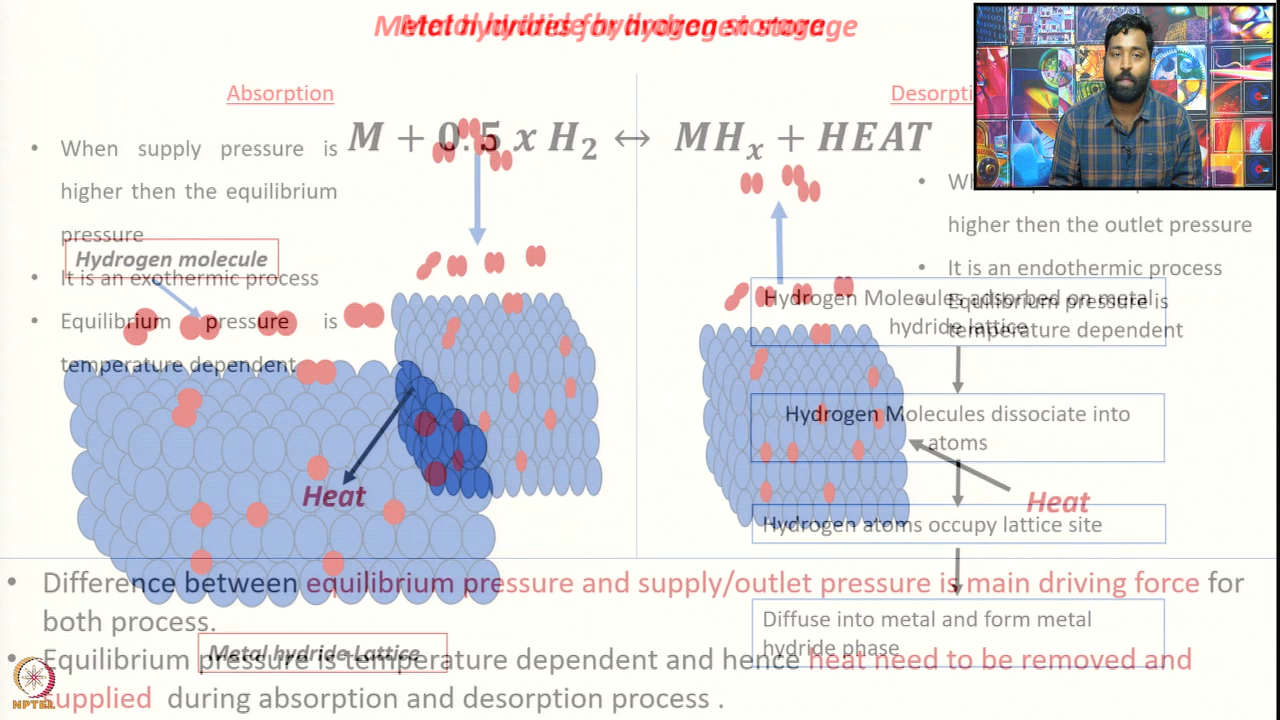 Metal hydrides for hydrogen storage
Absorption
M + 0.5 x H₂ ↔ MHₓ + HEAT
• When supply pressure is
higher then the equilibrium
pressure
• It is an exothermic process
• Equilibrium pressure is
temperature dependent.
Hydrogen molecule
Heat
Metal hydride Lattice
higher then the outlet pressure
• It is an endothermic process
• Equilibrium pressure is
temperature dependent
Heat
Hydrogen Molecules adsorbed on metal
hydride lattice
Hydrogen Molecules dissociate into
atoms
Hydrogen atoms occupy lattice site
Diffuse into metal and form metal
hydride phase
• Difference between equilibrium pressure and supply/outlet pressure is main driving force for
both process.
• Equilibrium pressure is temperature dependent and hence heat need to be removed and
supplied during absorption and desorption process .
NPTEL